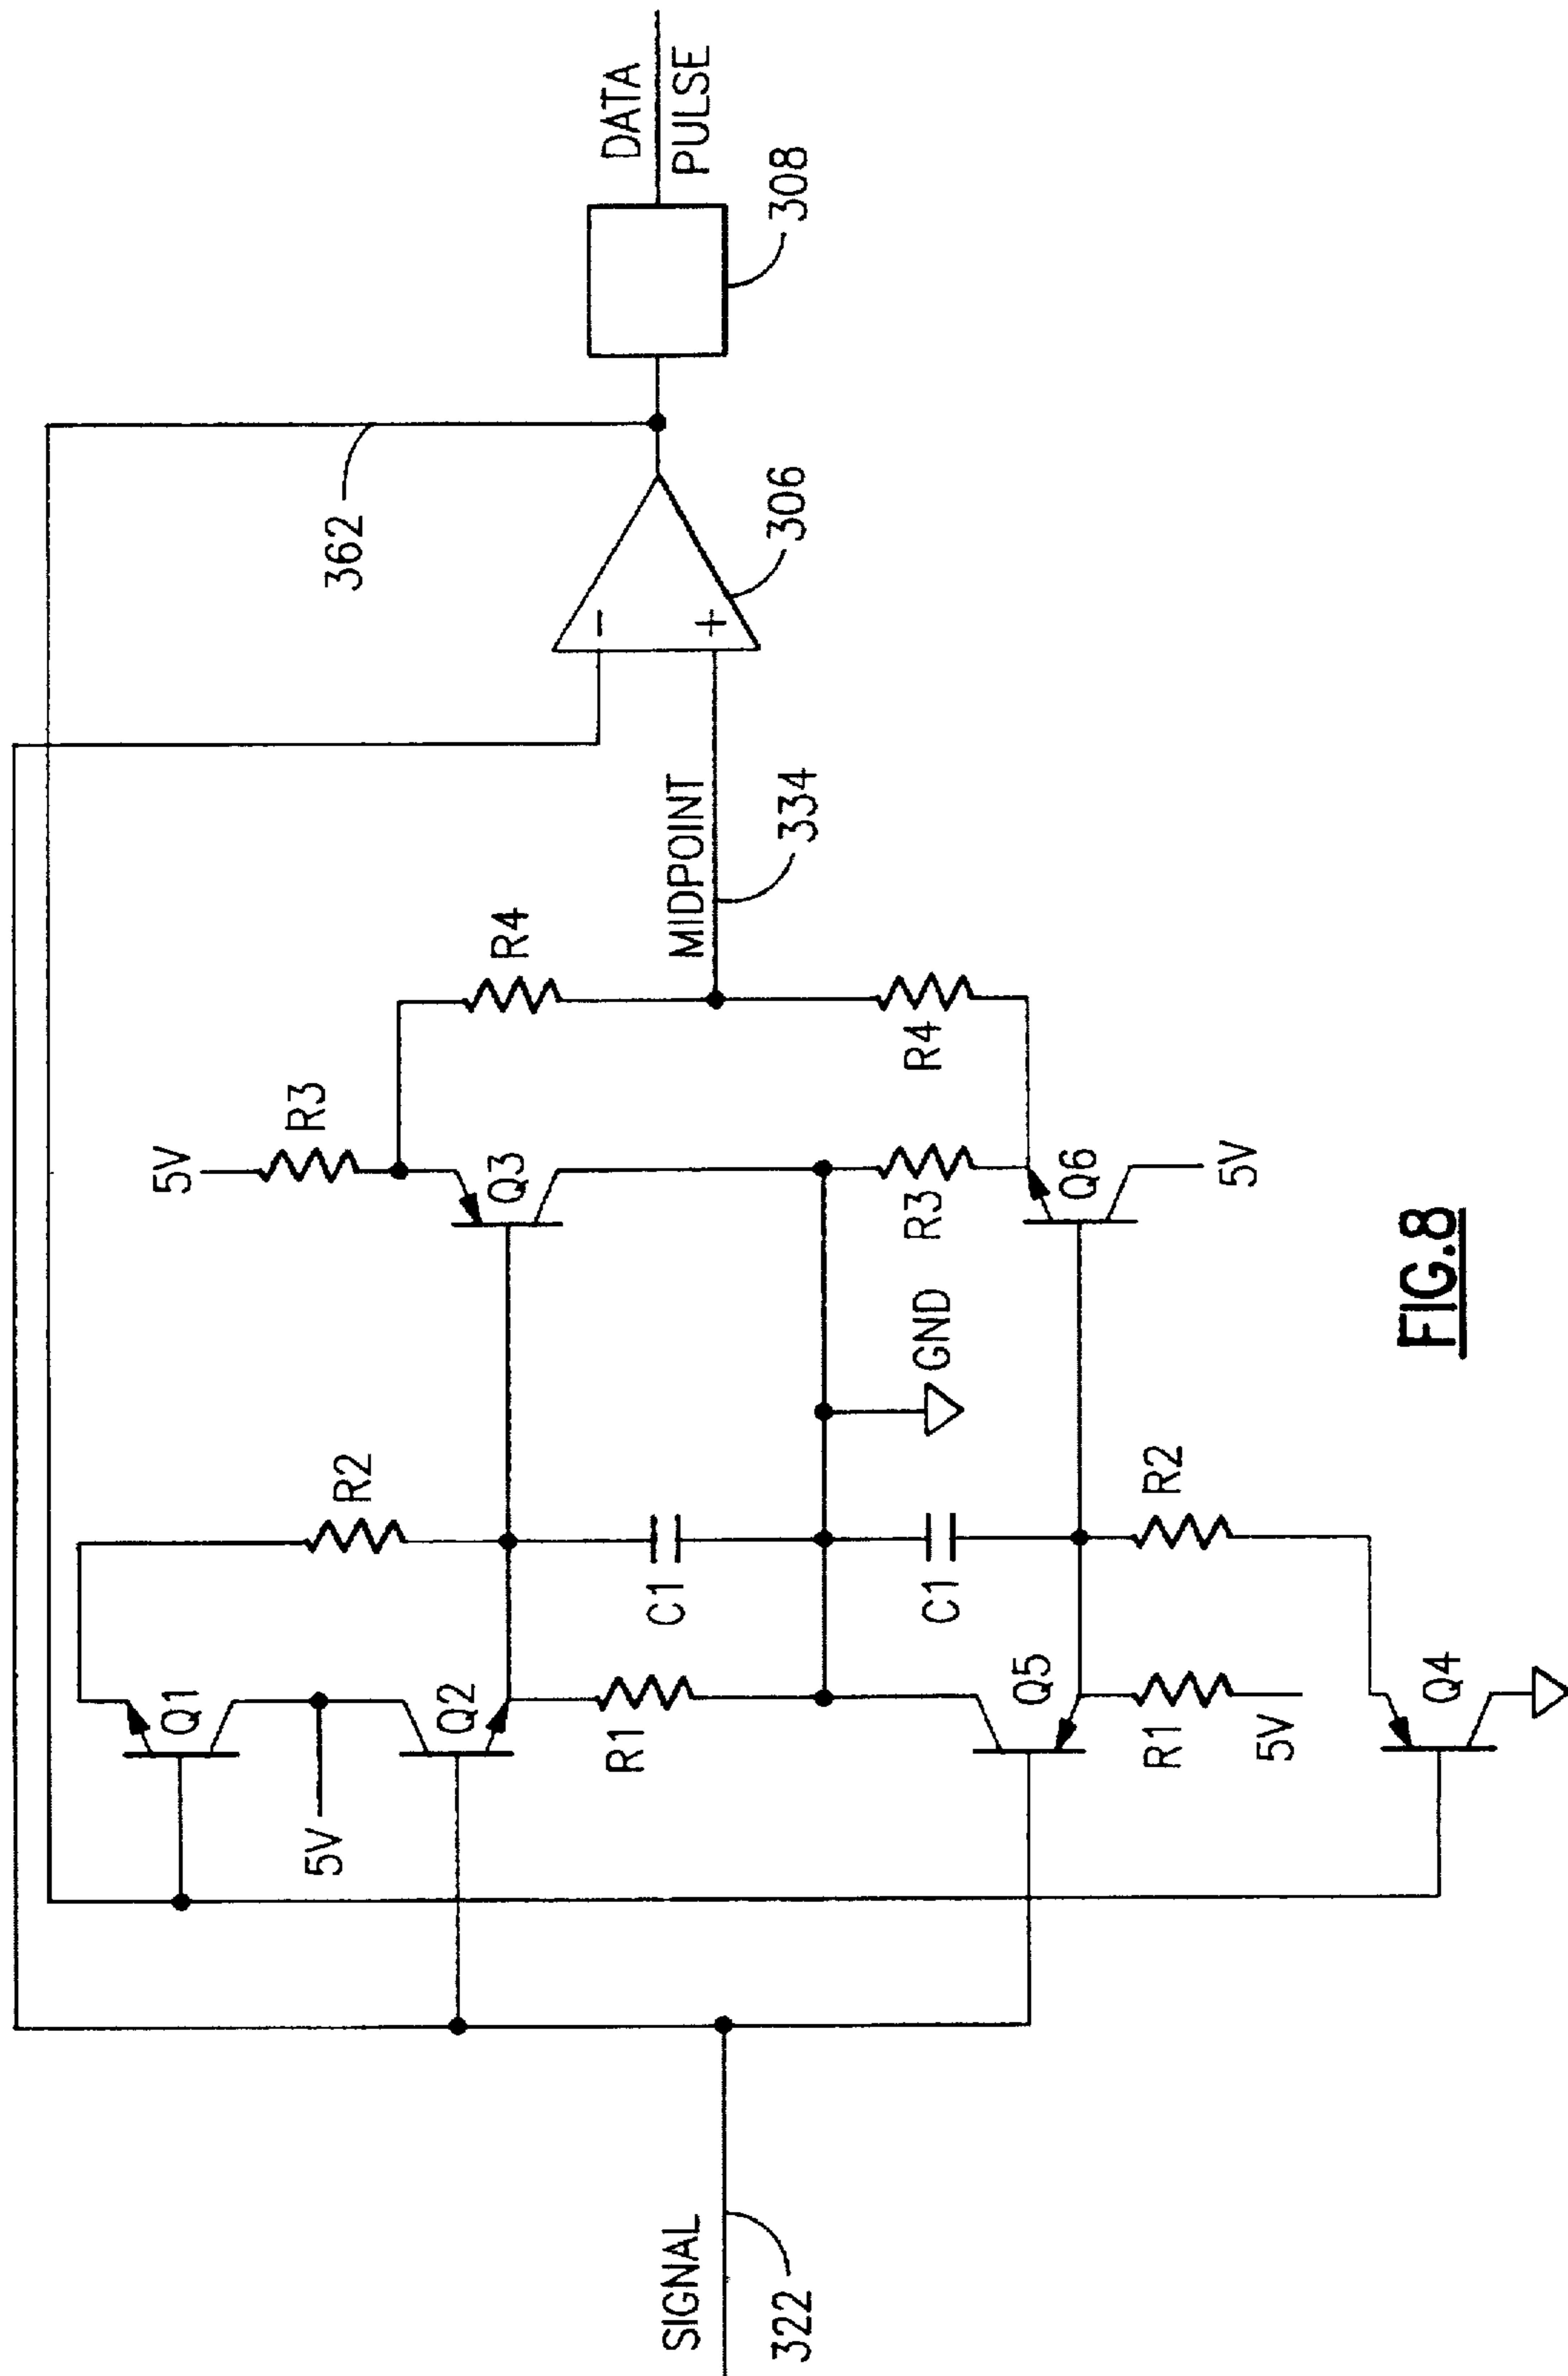 5V
R3
R4
R2
Q1
5V
Q2
R1
C1
Q3
MIDPOINT
334
362
-
+
306
308
DATA
PULSE
SIGNAL
322
GND
C1
R3
R4
Q5
R1
5V
R2
Q4
Q6
5V
FIG.8